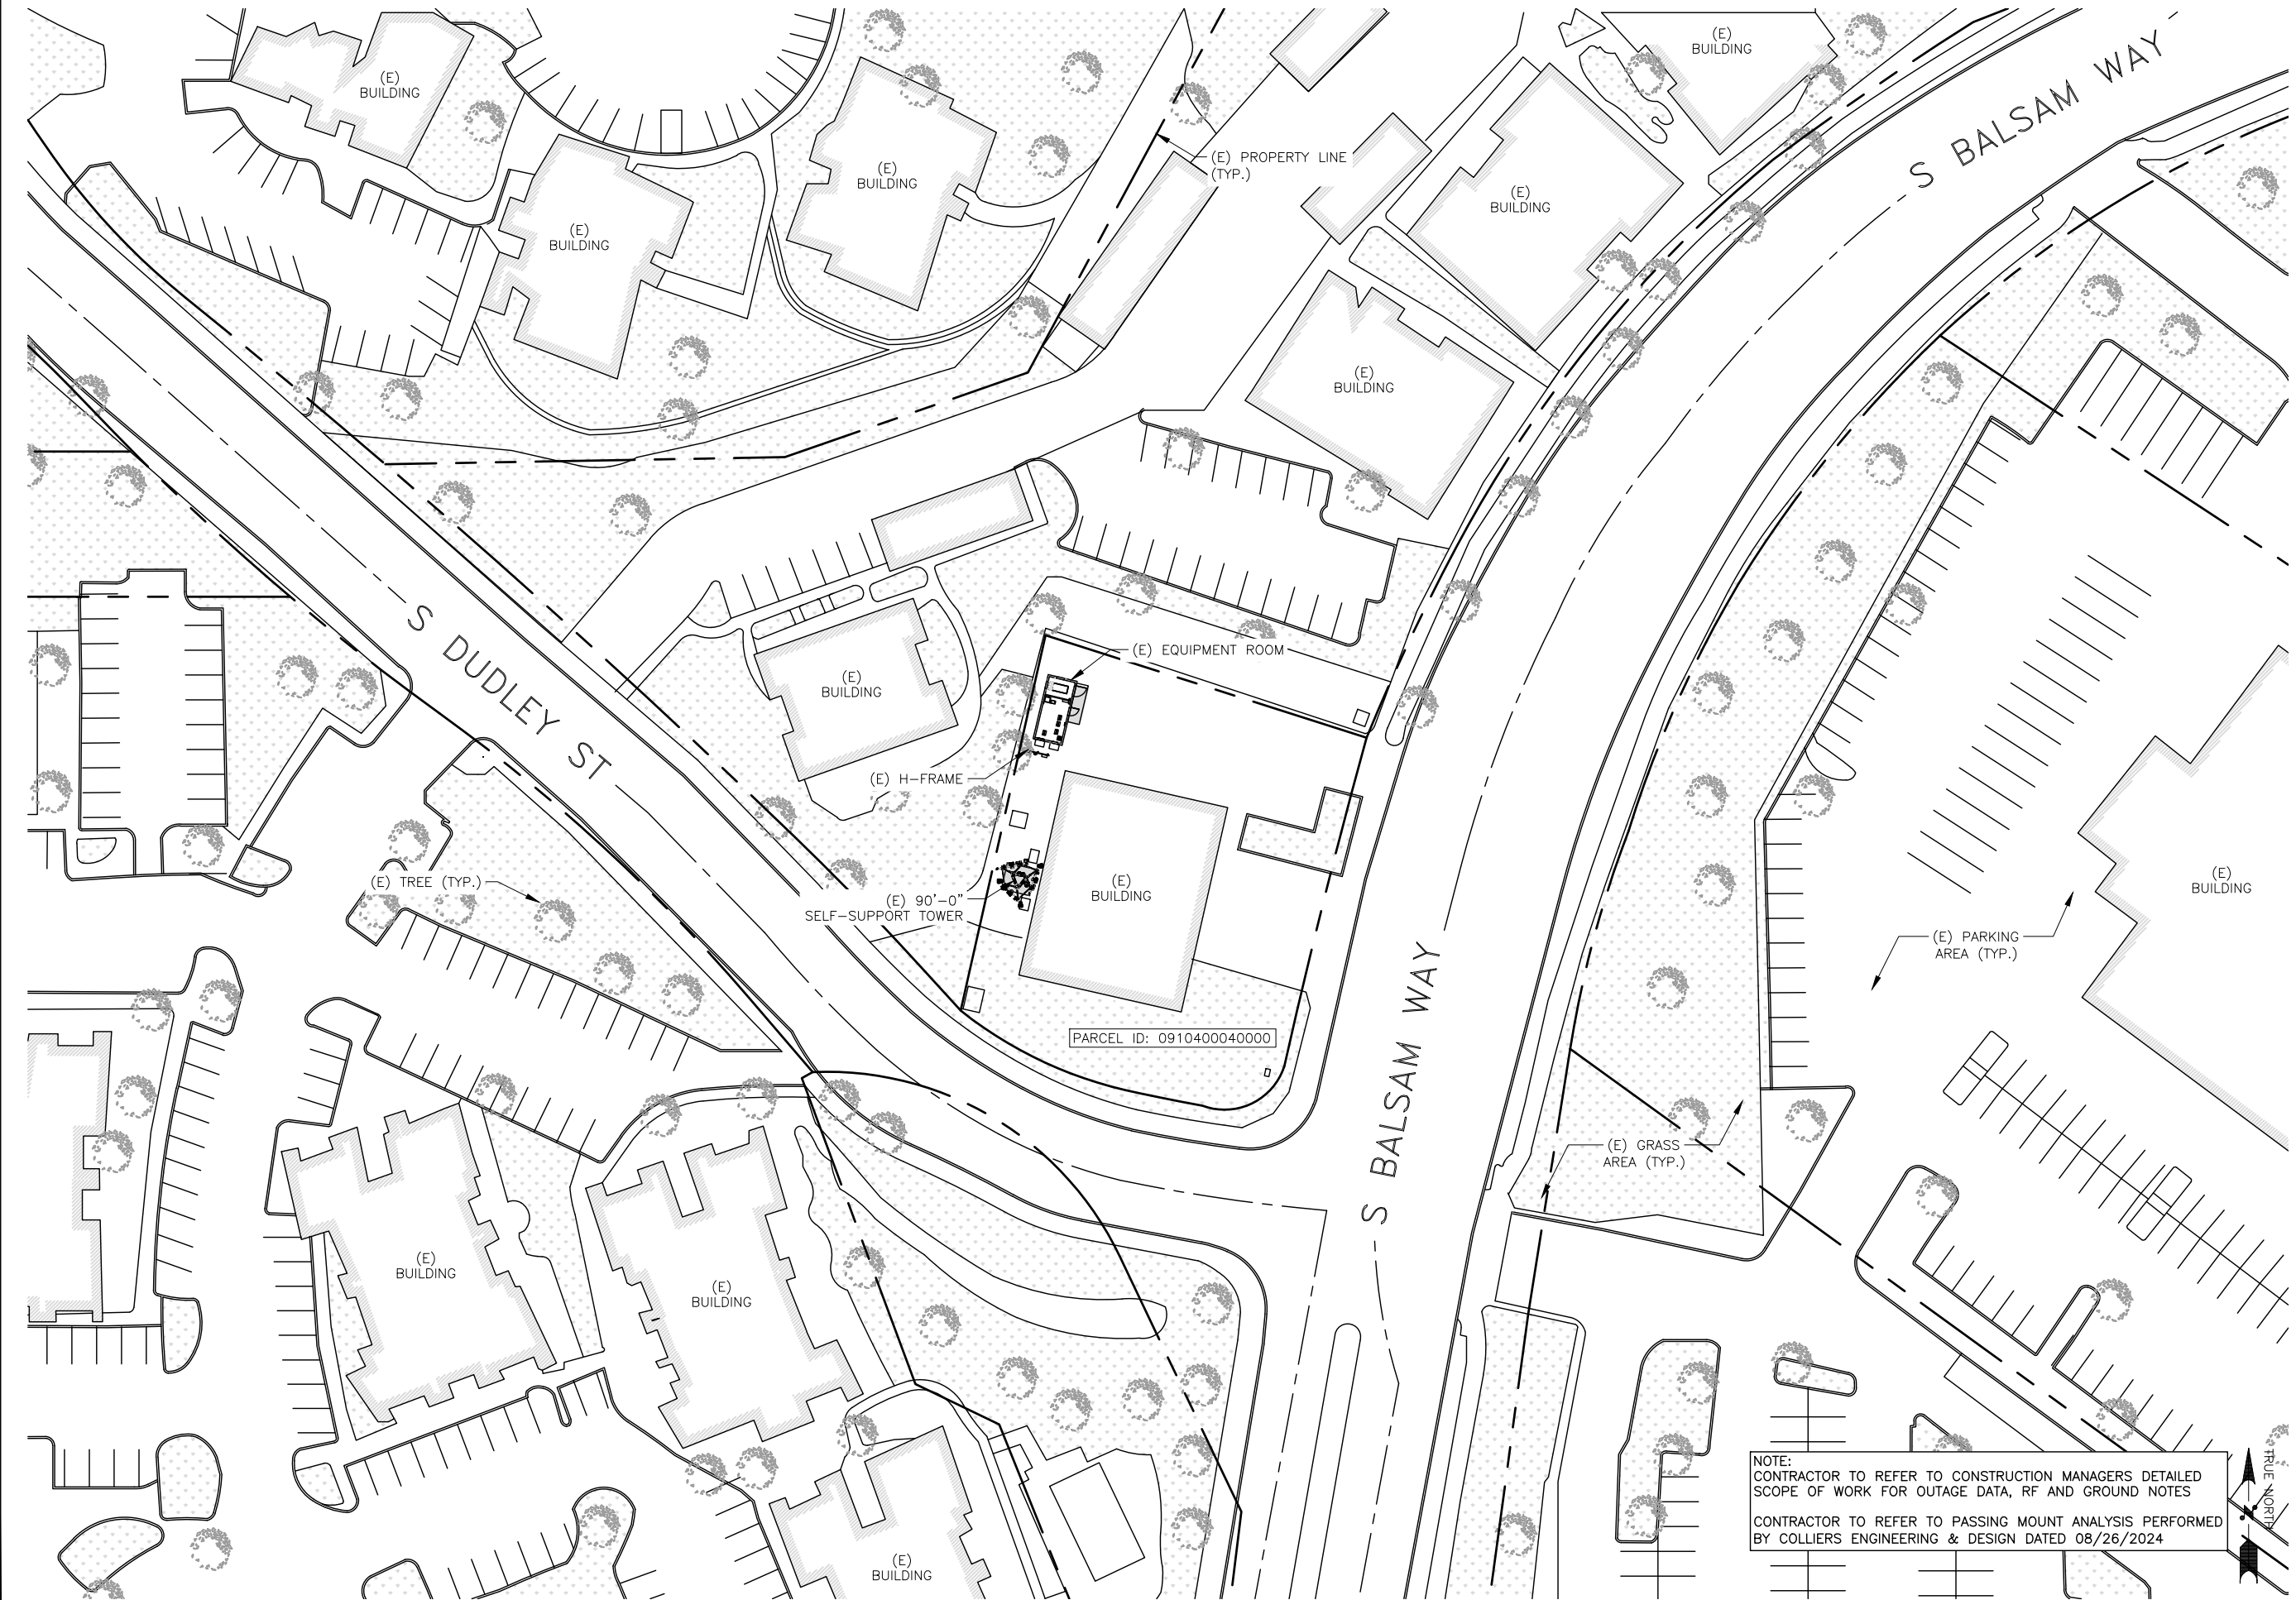 (E)
BUILDING
(E)
BUILDING
S BALSAM WAY
(E) PROPERTY LINE
(TYP.)
(E)
BUILDING
(E)
BUILDING
(E)
BUILDING
(E)
BUILDING
S DUDLEY ST
(E) EQUIPMENT ROOM
(E)
BUILDING
(E) H-FRAME
(E) TREE (TYP.)
(E) 90'-0"
SELF-SUPPORT TOWER
(E)
BUILDING
(E)
BUILDING
(E) PARKING
AREA (TYP.)
PARCEL ID: 0910400040000
S BALSAM WAY
(E) GRASS
AREA (TYP.)
(E)
BUILDING
(E)
BUILDING
(E)
BUILDING
NOTE:
CONTRACTOR TO REFER TO CONSTRUCTION MANAGERS DETAILED
SCOPE OF WORK FOR OUTAGE DATA, RF AND GROUND NOTES
CONTRACTOR TO REFER TO PASSING MOUNT ANALYSIS PERFORMED
BY COLLIERS ENGINEERING & DESIGN DATED 08/26/2024
TRUE NORTH
N